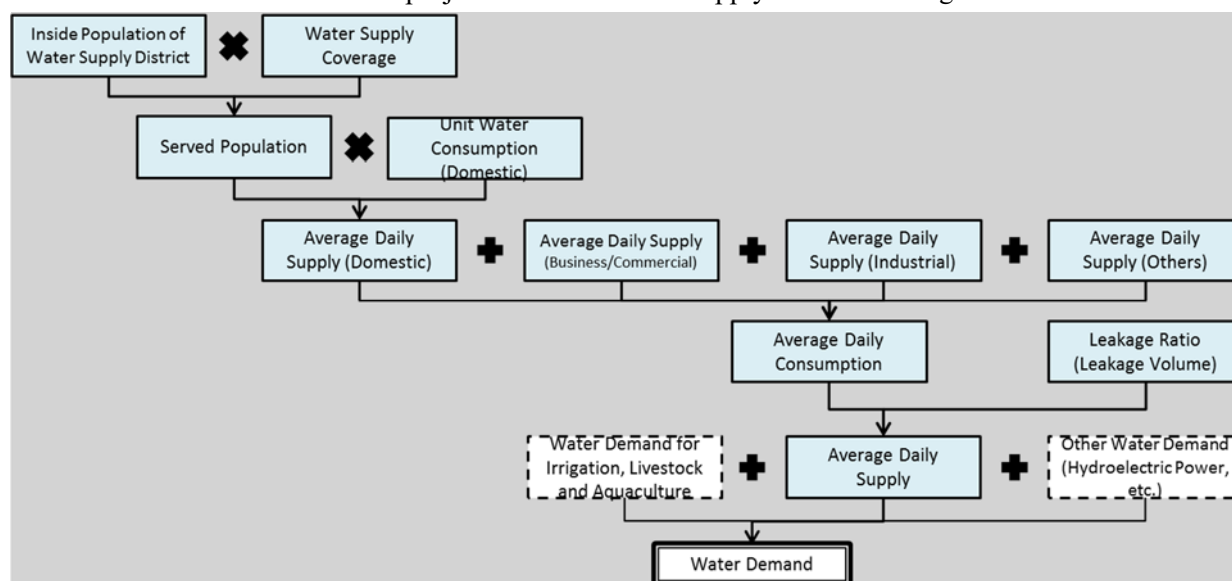 Inside Population of
Water Supply District
Water Supply
Coverage
Served Population
Unit Water
Consumption
(Domestic)
Average Daily
Supply (Domestic)
Average Daily Supply
(Business/Commercial)
Average Daily
Supply (Industrial)
Average Daily
Supply (Others)
Average Daily
Consumption
Leakage Ratio
(Leakage Volume)
Water Demand for
Irrigation, Livestock
and Aquaculture
Average Daily
Supply
Other Water Demand
(Hydroelectric Power,
etc.)
Water Demand